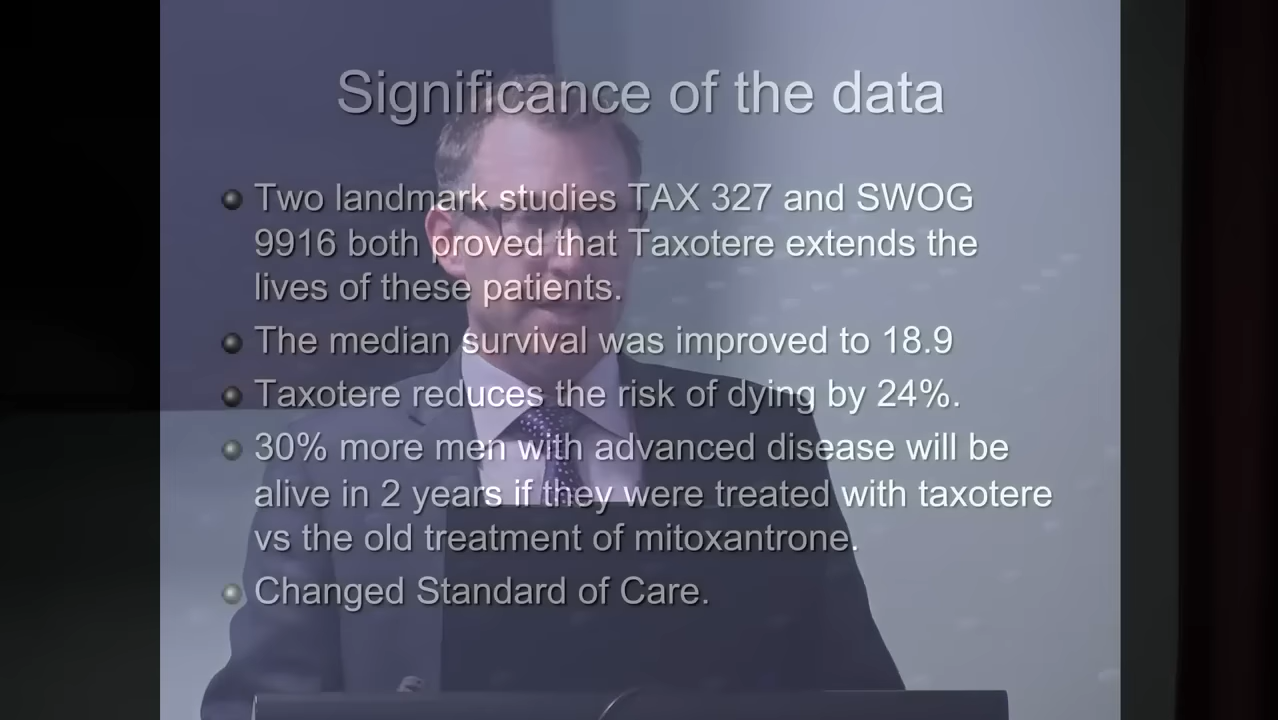 Significance of the data
Two landmark studies TAX 327 and SWOG
9916 both proved that Taxotere extends the
lives of these patients.
The median survival was improved to 18.9
Taxotere reduces the risk of dying by 24%.
30% more men with advanced disease will be
alive in 2 years if they were treated with taxotere
vs the old treatment of mitoxantrone.
Changed Standard of Care.